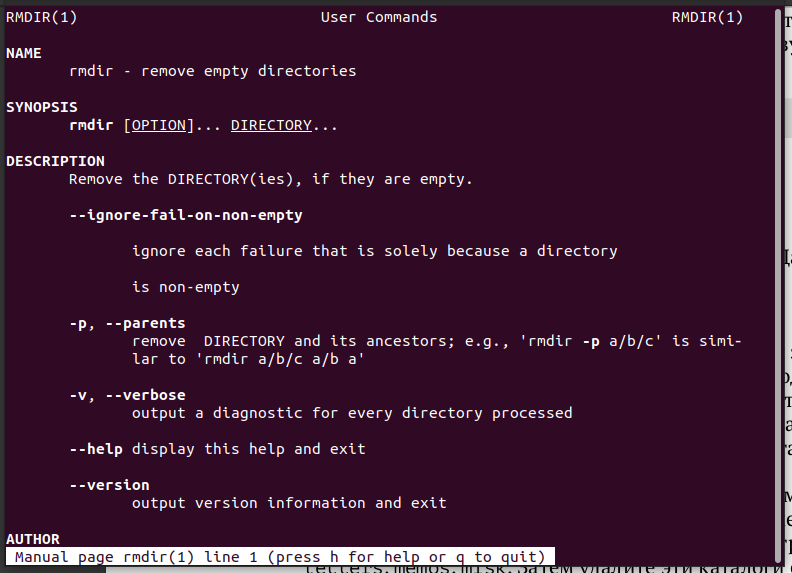 RMDIR(1) User Commands RMDIR(1)
NAME
rmdir - remove empty directories
SYNOPSIS
rmdir [OPTION]... DIRECTORY...
DESCRIPTION
Remove the DIRECTORY(ies), if they are empty.
--ignore-fail-on-non-empty
ignore each failure that is solely because a directory
is non-empty
-p, --parents
remove  DIRECTORY and its ancestors; e.g., 'rmdir -p a/b/c' is simi-
lar to 'rmdir a/b/c a/b a'
-v, --verbose
output a diagnostic for every directory processed
--help display this help and exit
--version
output version information and exit
AUTHOR
Manual page rmdir(1) line 1 (press h for help or q to quit)